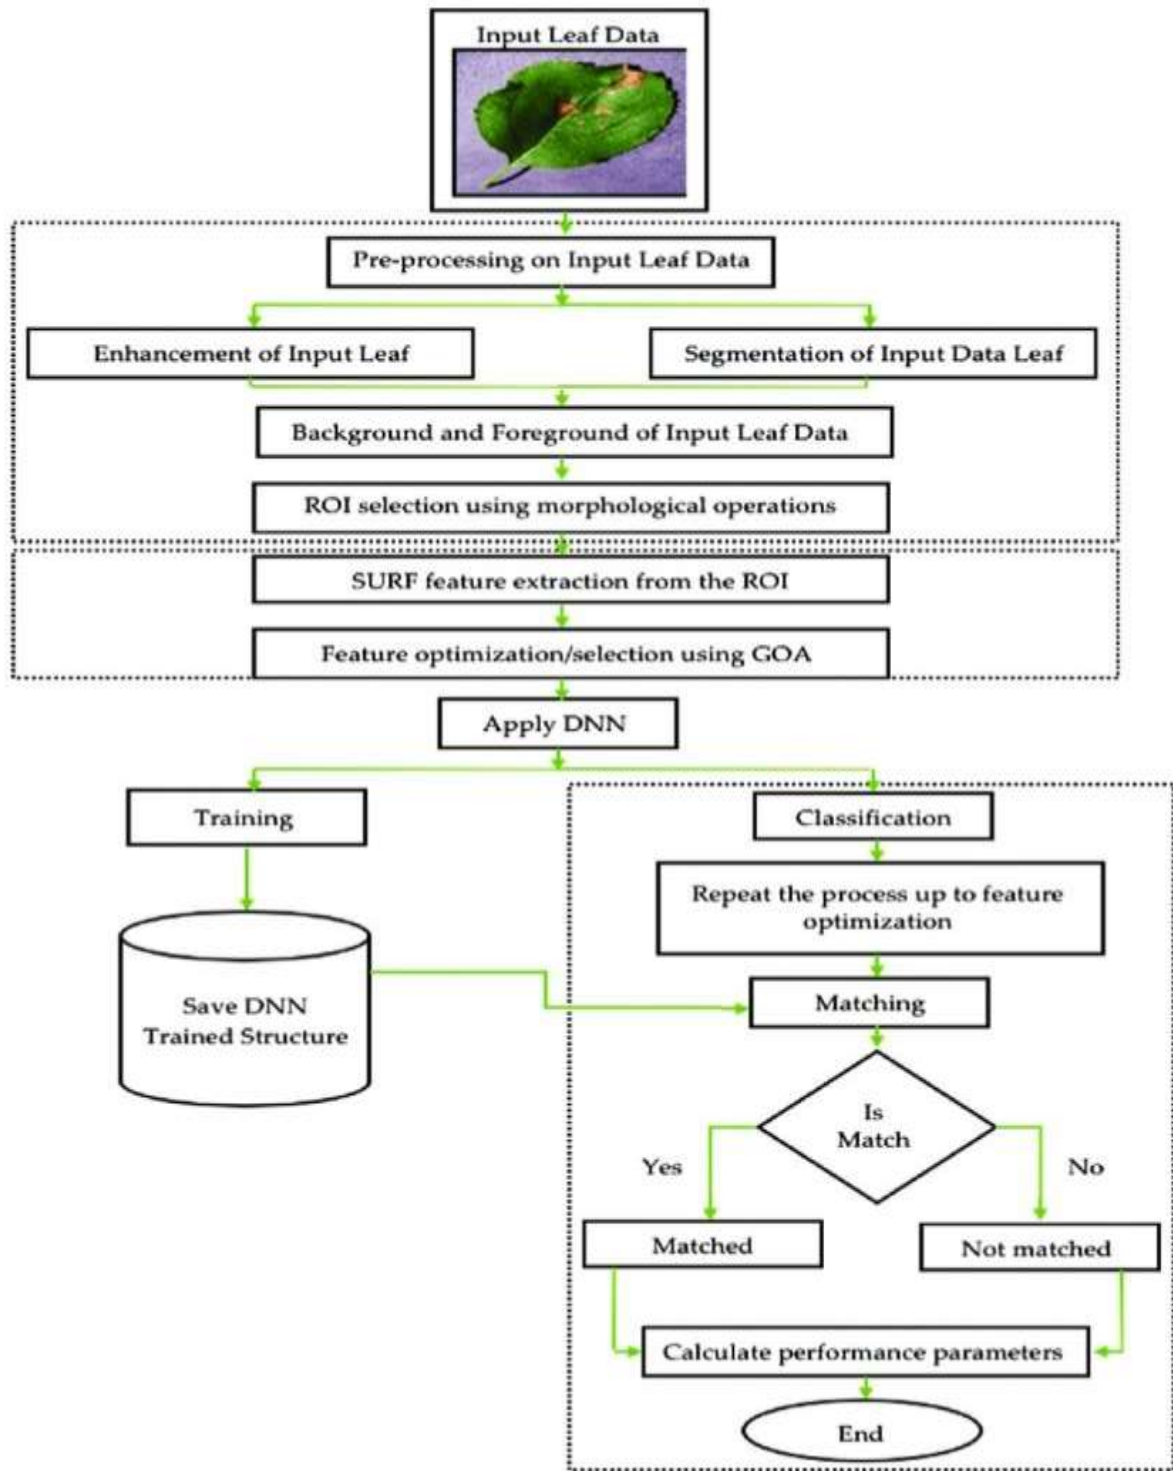 Input Leaf Data
Pre-processing on Input Leaf Data
Enhancement of Input Leaf
Segmentation of Input Data Leaf
Background and Foreground of Input Leaf Data
ROI selection using morphological operations
SURF feature extraction from the ROI
Feature optimization/selection using GOA
Apply DNN
Training
Classification
Repeat the process up to feature
optimization
Save DNN
Trained Structure
Matching
Is
Match
Yes
No
Matched
Not matched
Calculate performance parameters
End